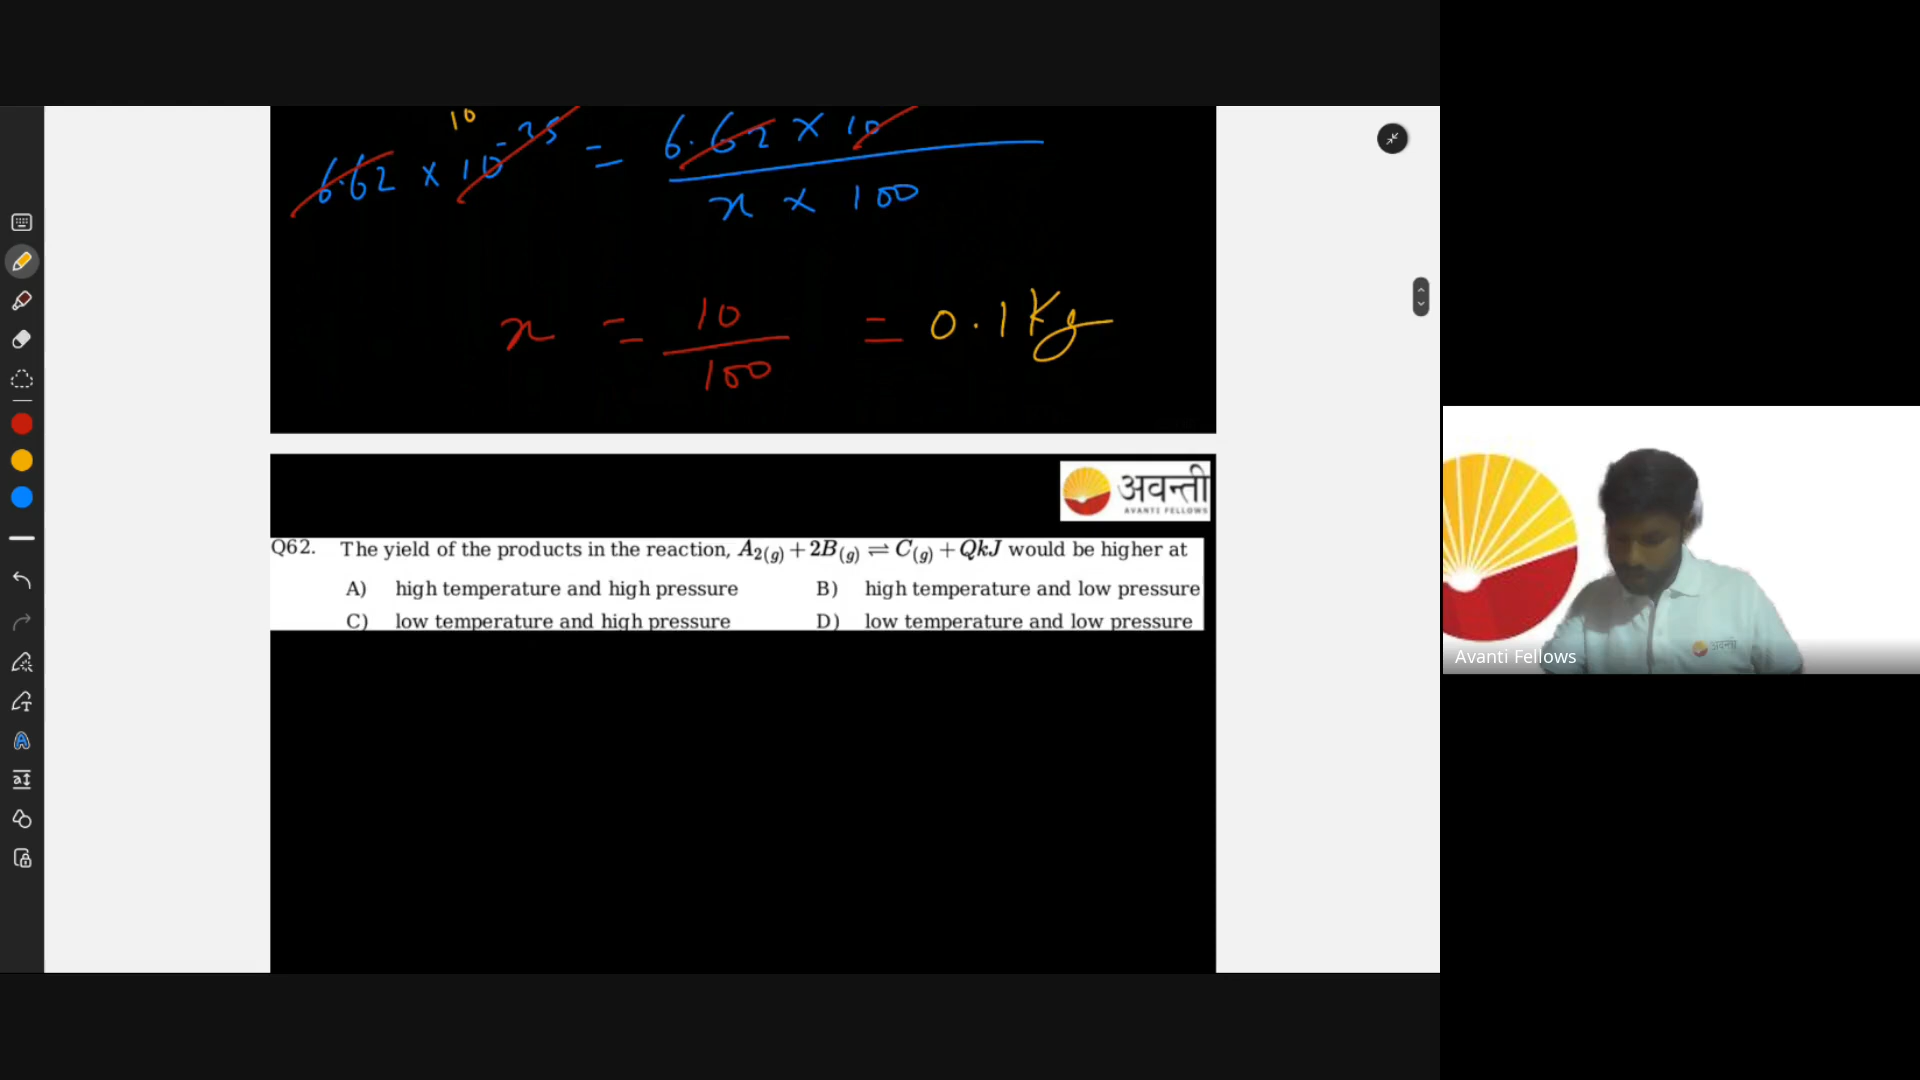 10
6.62 × 10^-35 = 6.62 × 10 / x × 100
x = 10 / 100 = 0.1 Kg
अवन्ती
AVANTI FELLOWS
Q62. The yield of the products in the reaction, A₂(g) + 2B(g) ⇌ C(g) + QkJ would be higher at
A) high temperature and high pressure B) high temperature and low pressure
C) low temperature and high pressure D) low temperature and low pressure
अवन्ती
Avanti Fellows